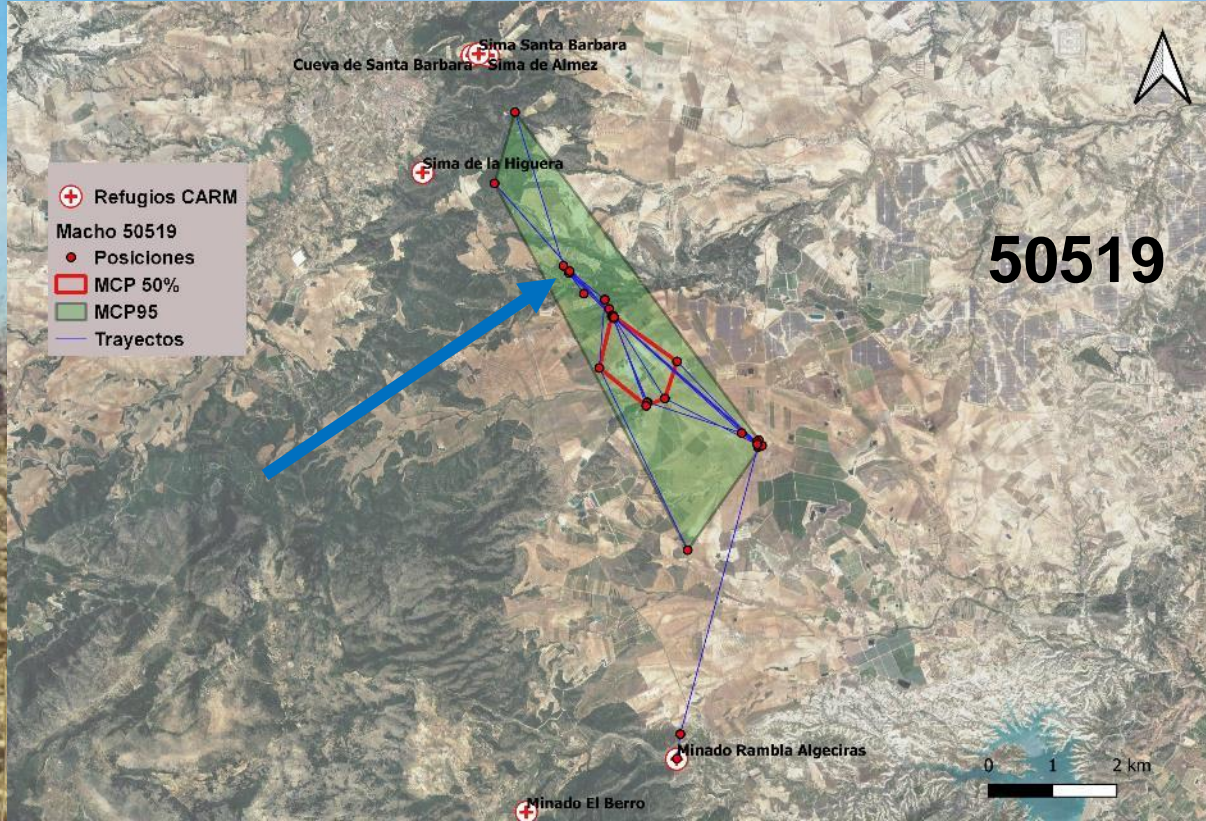 Sima Santa Barbara
Cueva de Santa Barbara Sima de Almez
Sima de la Higuera
Refugios CARM
Macho 50519
Posiciones
MCP 50%
MCP95
Trayectos
50519
Minado Rambla Algeciras
Minado El Berro
0 1 2 km